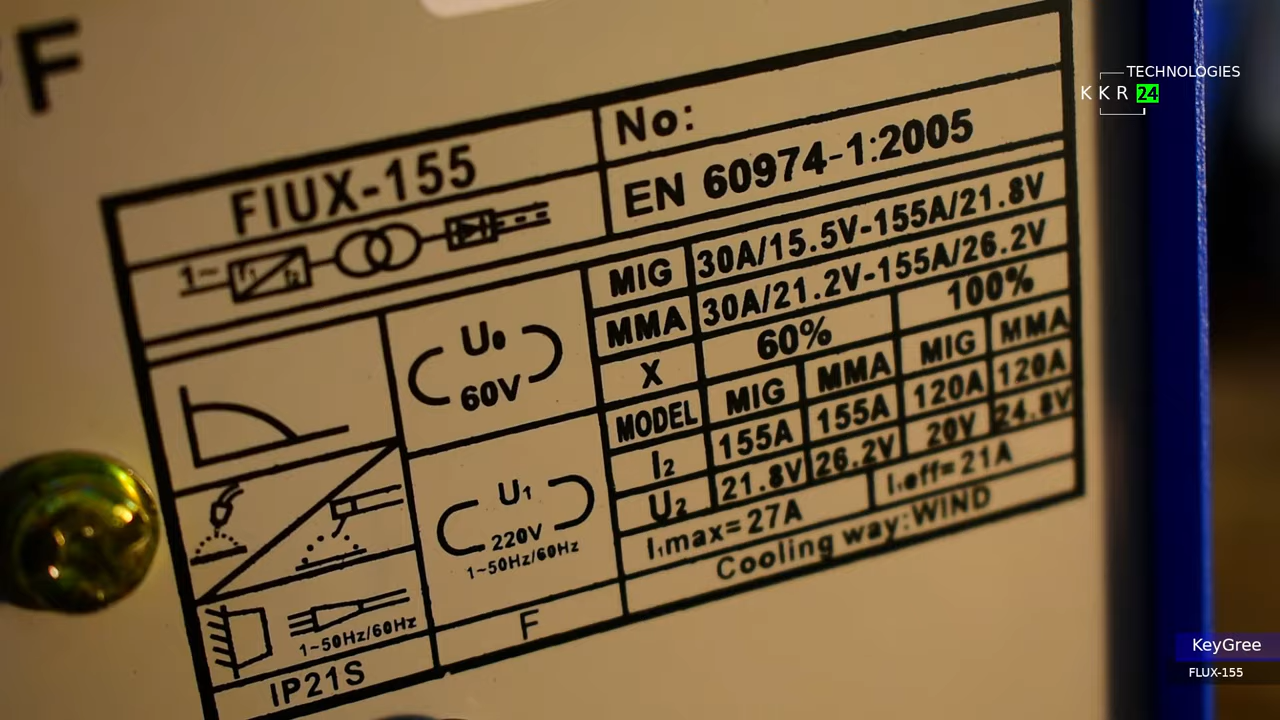 F
TECHNOLOGIES
KKR 24
FIUX-155
No:
EN 60974-1:2005
1~
f1
f2
MIG 30A/15.5V-155A/21.8V
MMA 30A/21.2V-155A/26.2V
X 60% 100%
MODEL MIG MMA MIG MMA
I2 155A 155A 120A 120A
U2 21.8V 26.2V 20V 24.8V
I1max=27A I1eff=21A
Cooling way:WIND
U0
60V
U1
220V
1~50Hz/60Hz
1~50Hz/60Hz
IP21S
F
KeyGree
FLUX-155